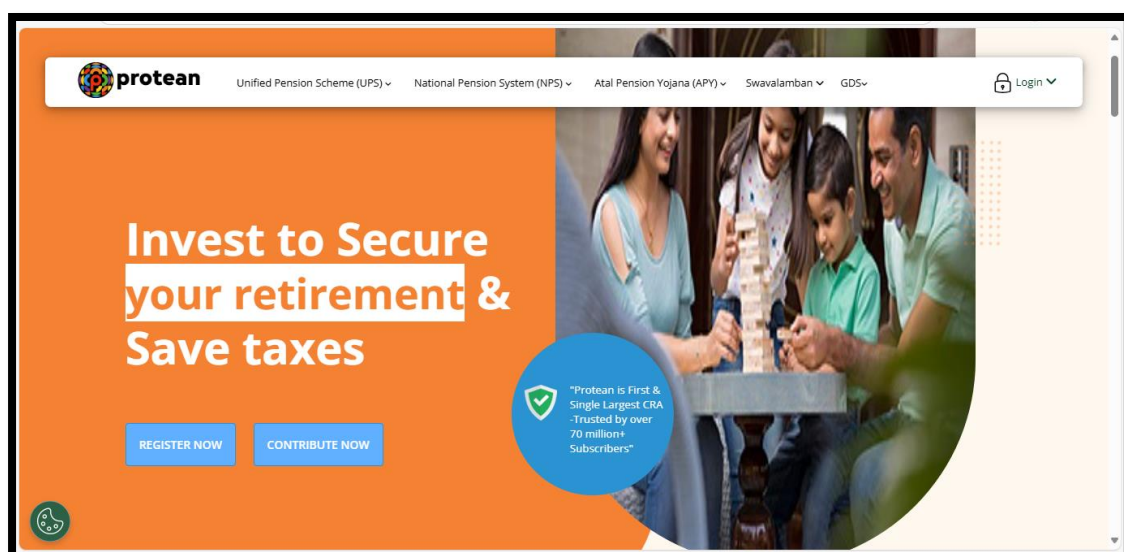 protean
Unified Pension Scheme (UPS)
National Pension System (NPS)
Atal Pension Yojana (APY)
Swavalamban
GDS
Login
Invest to Secure
your retirement &
Save taxes
REGISTER NOW
CONTRIBUTE NOW
"Protean is First &
Single Largest CRA
-Trusted by over
70 million+
Subscribers"